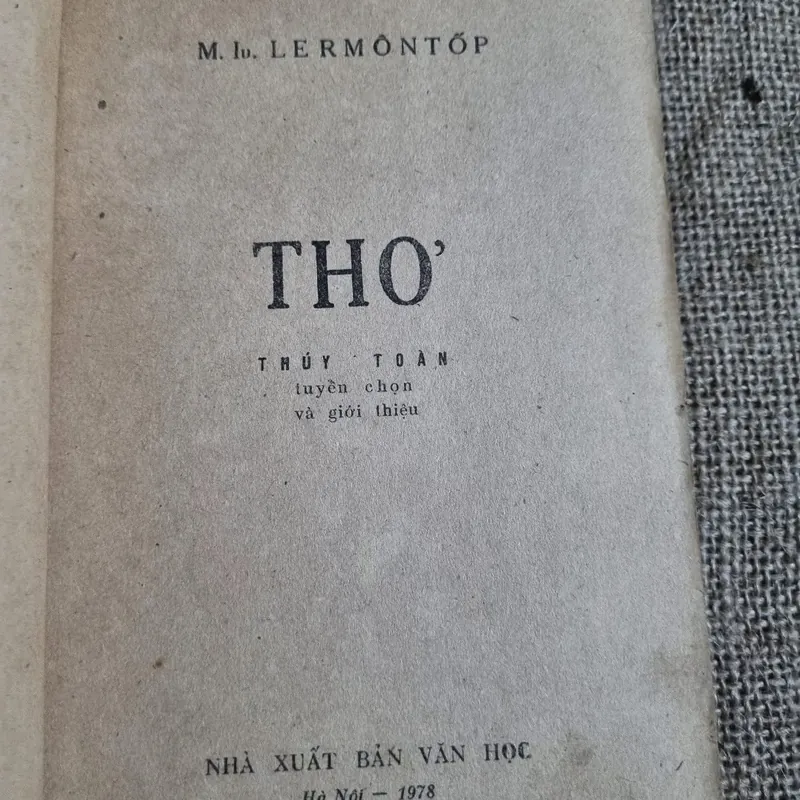 M. Iu. LERMÔNTỐP
THƠ
THÚY TOÀN
tuyển chọn
và giới thiệu
NHÀ XUẤT BẢN VĂN HỌC
Hà Nội — 1978